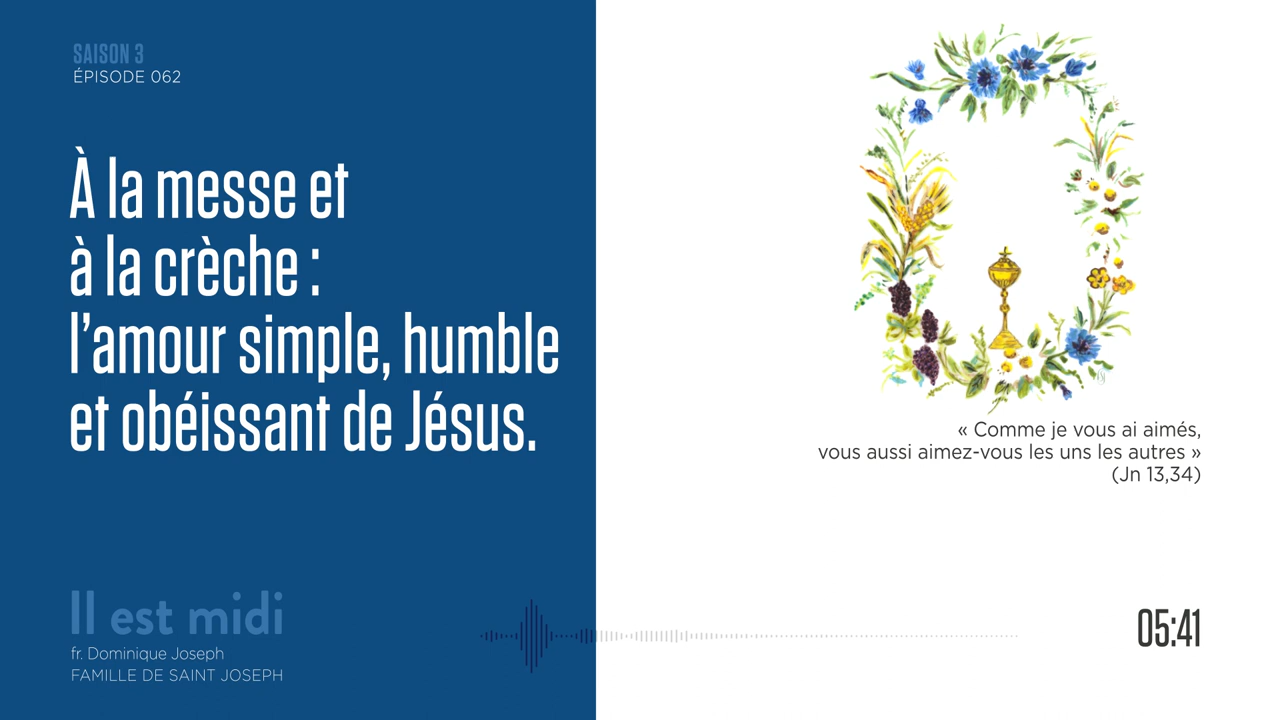 SAISON 3
ÉPISODE 062
À la messe et
à la crèche :
l’amour simple, humble
et obéissant de Jésus.
« Comme je vous ai aimés,
vous aussi aimez-vous les uns les autres »
(Jn 13,34)
Il est midi
fr. Dominique Joseph
FAMILLE DE SAINT JOSEPH
05:41